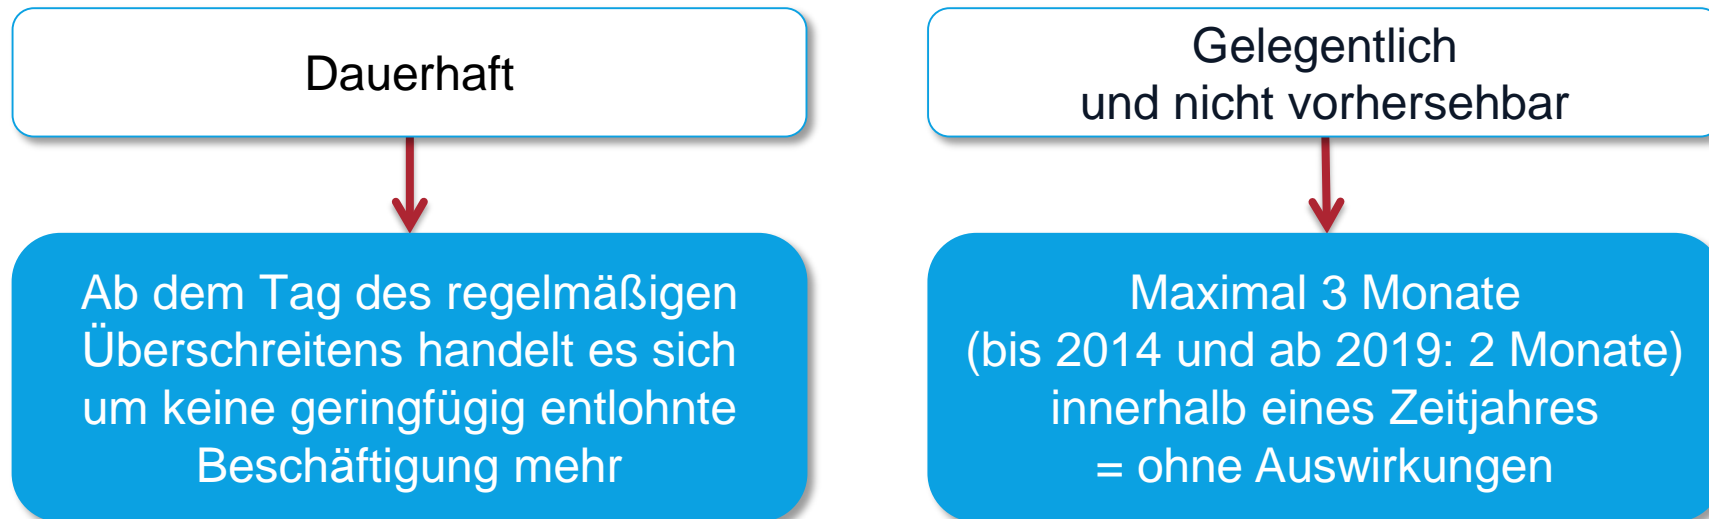 Dauerhaft
Gelegentlich
und nicht vorhersehbar
Ab dem Tag des regelmäßigen
Überschreitens handelt es sich
um keine geringfügig entlohnte
Beschäftigung mehr
Maximal 3 Monate
(bis 2014 und ab 2019: 2 Monate)
innerhalb eines Zeitjahres
= ohne Auswirkungen